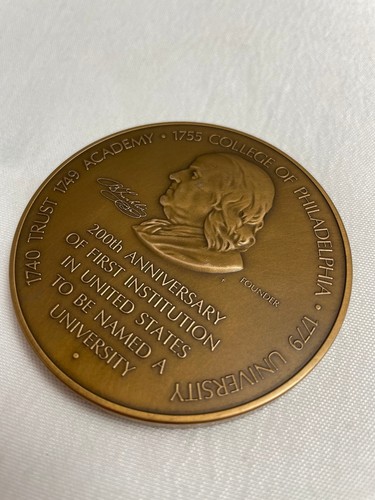 1740 TRUST 1749 ACADEMY • 1755 COLLEGE OF PHILADELPHIA • 1779 UNIVERSITY
B Franklin
FOUNDER
200th ANNIVERSARY
OF FIRST INSTITUTION
IN UNITED STATES
TO BE NAMED A
UNIVERSITY